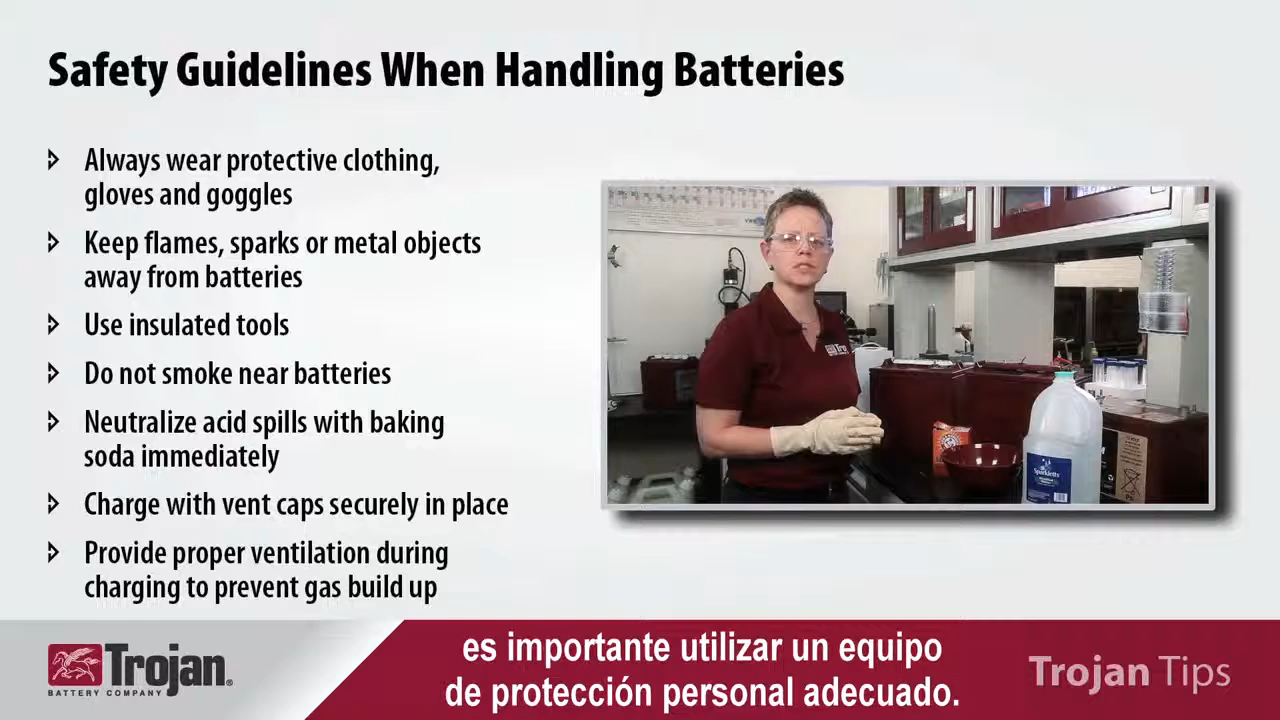 Safety Guidelines When Handling Batteries
Always wear protective clothing,
gloves and goggles
Keep flames, sparks or metal objects
away from batteries
Use insulated tools
Do not smoke near batteries
Neutralize acid spills with baking
soda immediately
Charge with vent caps securely in place
Provide proper ventilation during
charging to prevent gas build up
Sparkletts
Trojan®
BATTERY COMPANY
es importante utilizar un equipo
de protección personal adecuado.
Trojan Tips